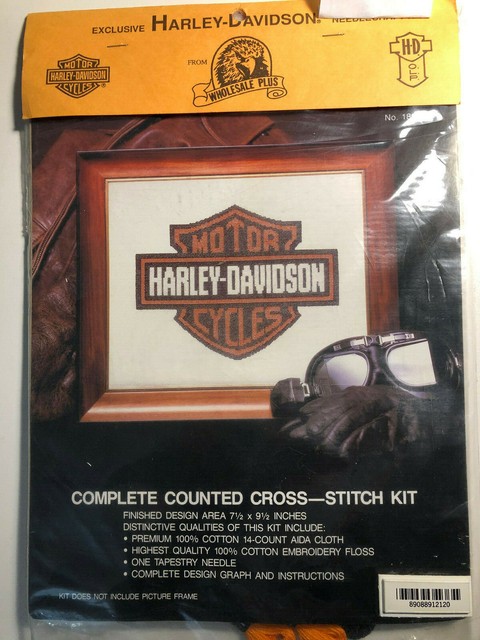 EXCLUSIVE HARLEY-DAVIDSON®
MOTOR
HARLEY-DAVIDSON
CYCLES®
FROM
WHOLESALE PLUS
H-D
No. 18
MOTOR
HARLEY-DAVIDSON
CYCLES
COMPLETE COUNTED CROSS—STITCH KIT
FINISHED DESIGN AREA 7½ x 9½ INCHES
DISTINCTIVE QUALITIES OF THIS KIT INCLUDE:
• PREMIUM 100% COTTON 14-COUNT AIDA CLOTH
• HIGHEST QUALITY 100% COTTON EMBROIDERY FLOSS
• ONE TAPESTRY NEEDLE
• COMPLETE DESIGN GRAPH AND INSTRUCTIONS
KIT DOES NOT INCLUDE PICTURE FRAME
89088912120